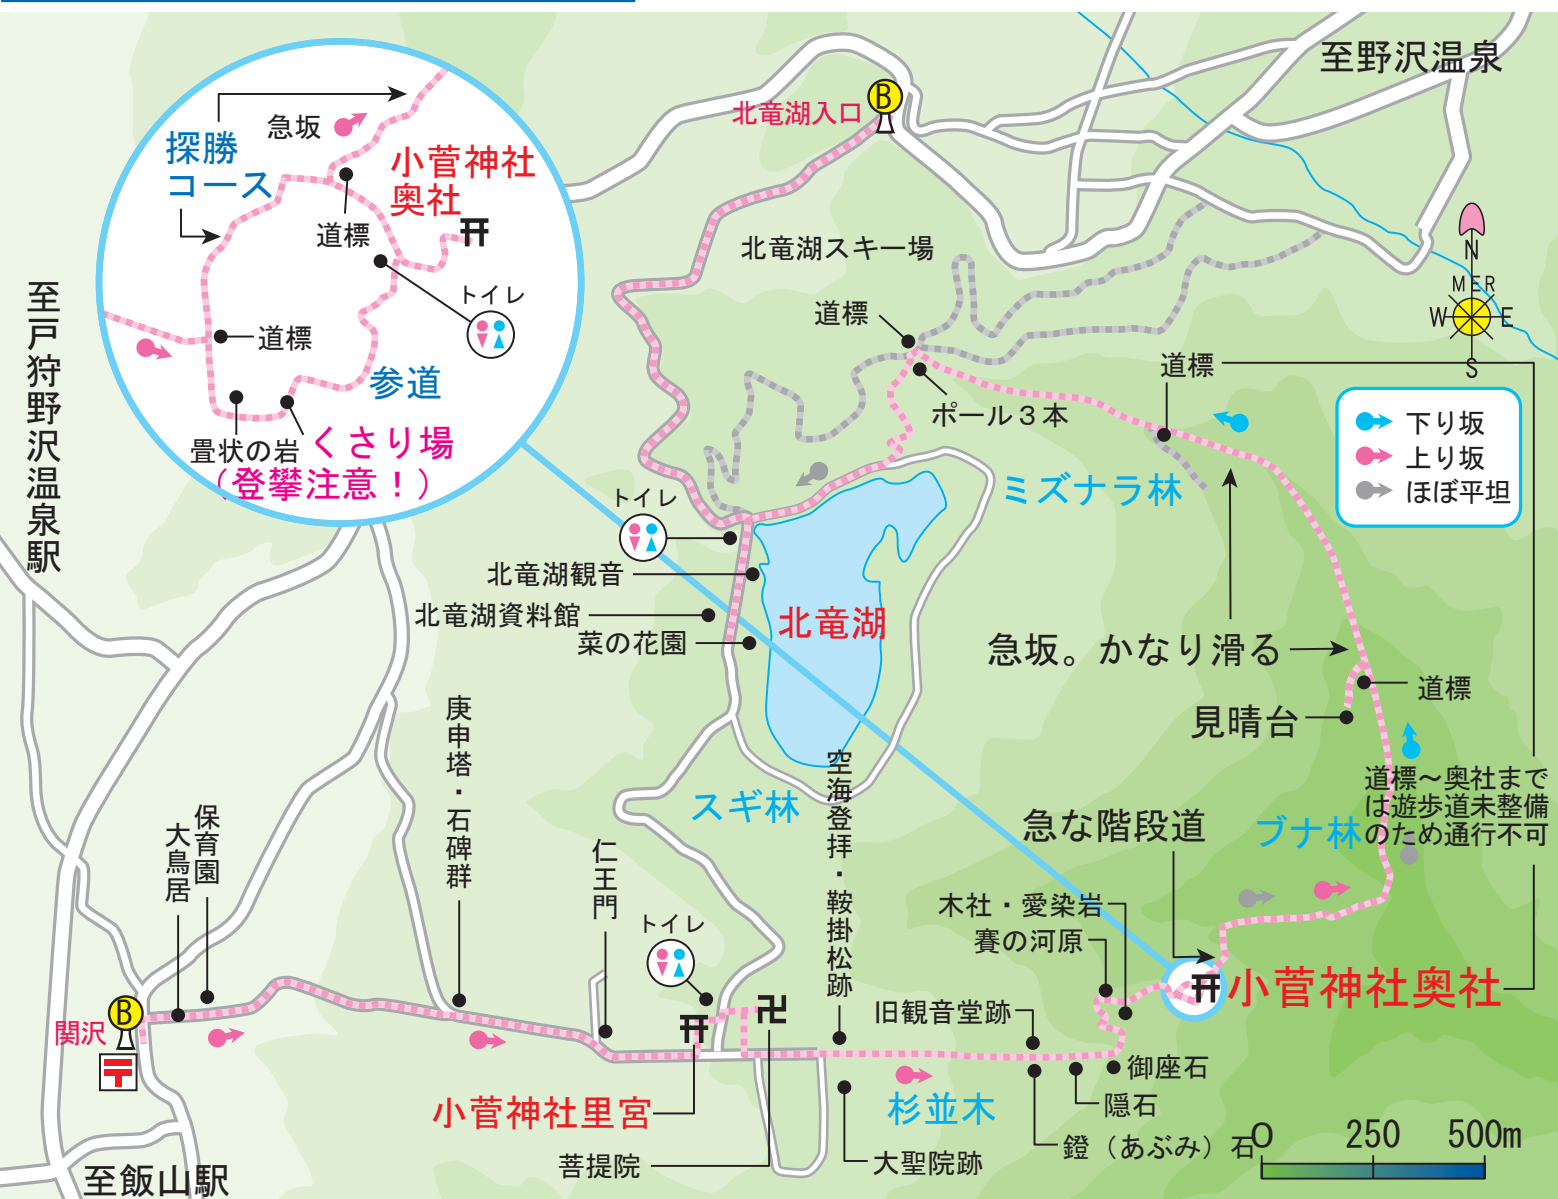 至野沢温泉
北竜湖入口
B
急坂
探勝
コース
小菅神社
奥社
道標
トイレ
道標
参道
畳状の岩
くさり場
(登攀注意！)
至戸狩野沢温泉駅
北竜湖スキー場
道標
ポール３本
道標
N
MER
W
E
S
下り坂
上り坂
ほぼ平坦
ミズナラ林
トイレ
北竜湖観音
北竜湖資料館
菜の花園
北竜湖
急坂。かなり滑る
道標
見晴台
道標～奥社まで
は遊歩道未整備
のため通行不可
ブナ林
急な階段道
スギ林
空海登拝・鞍掛松跡
庚申塔・石碑群
保育園
大鳥居
仁王門
トイレ
木社・愛染岩
賽の河原
小菅神社奥社
旧観音堂跡
B
関沢
〒
卍
御座石
隠石
鐙（あぶみ）石
杉並木
小菅神社里宮
菩提院
大聖院跡
至飯山駅
0
250
500m